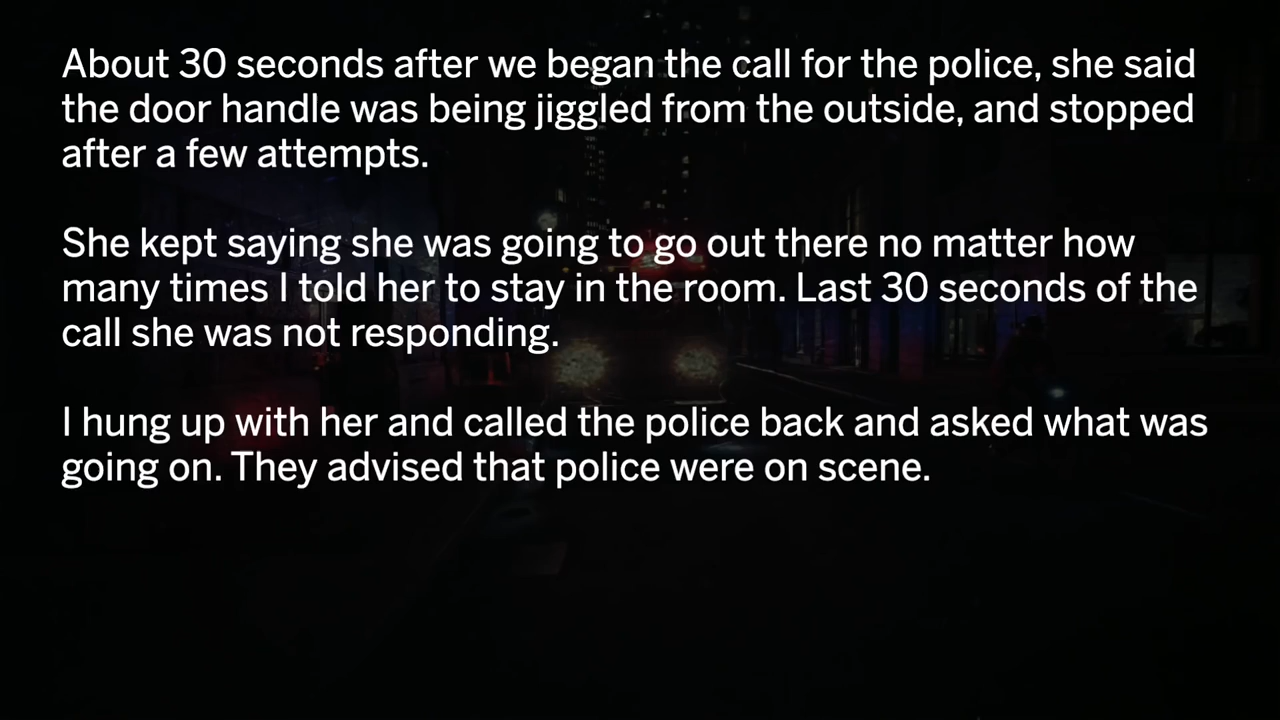 About 30 seconds after we began the call for the police, she said
the door handle was being jiggled from the outside, and stopped
after a few attempts.
She kept saying she was going to go out there no matter how
many times I told her to stay in the room. Last 30 seconds of the
call she was not responding.
I hung up with her and called the police back and asked what was
going on. They advised that police were on scene.